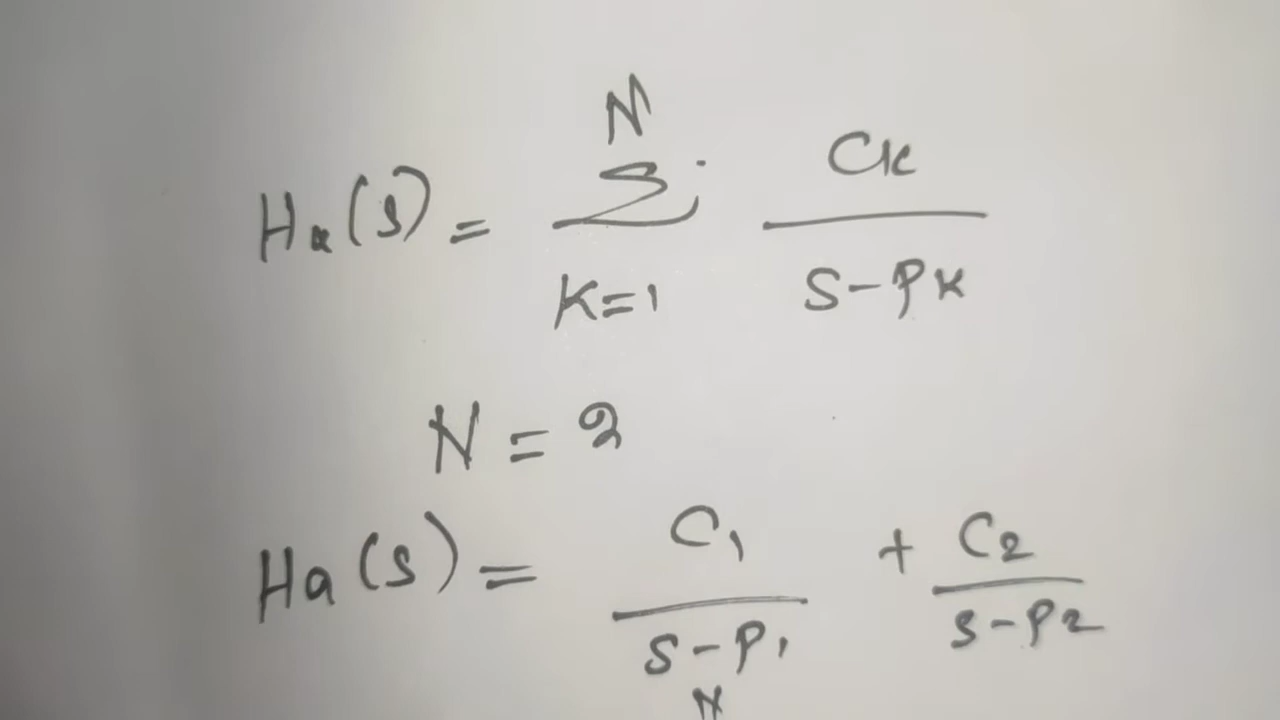 N
Ha(s) = Σ Ck / s-pk
K=1
N = 2
Ha(s) = C1 / s-p1 + C2 / s-p2
N